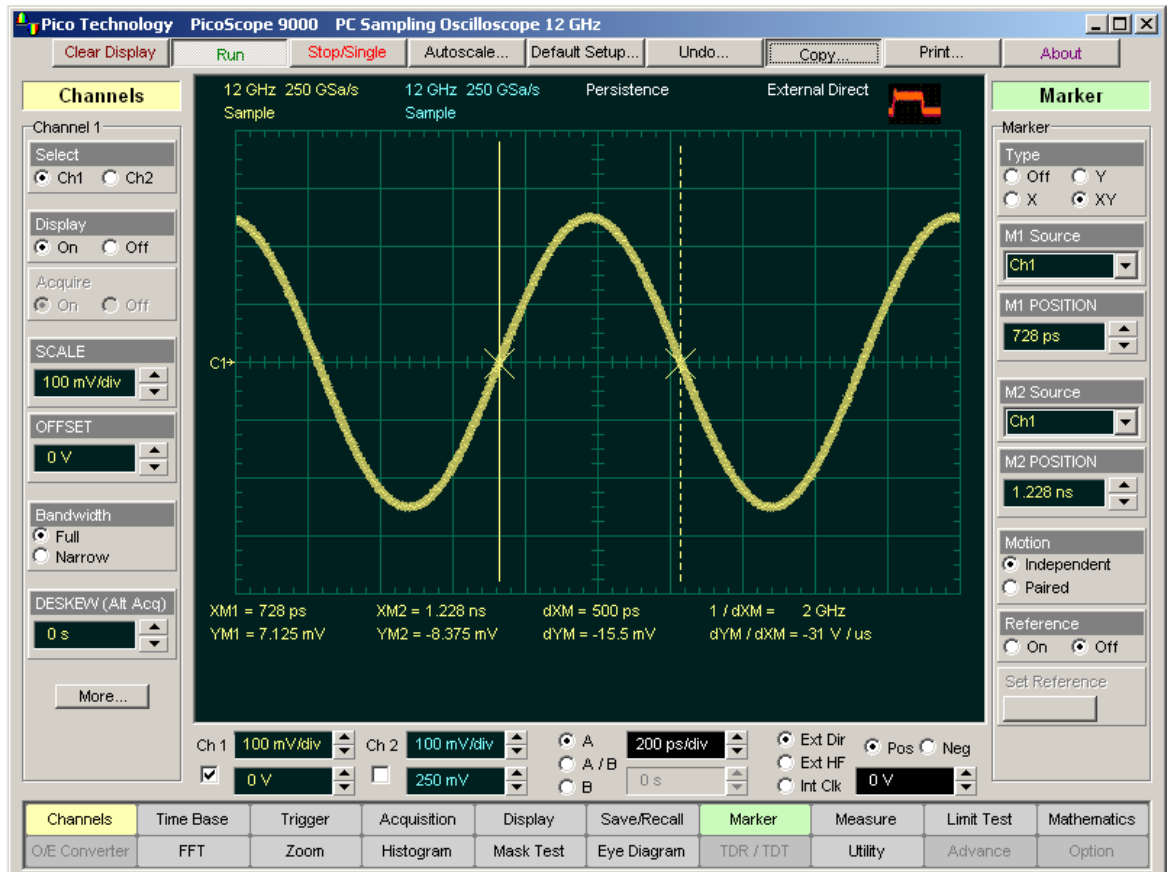 Pico Technology PicoScope 9000 PC Sampling Oscilloscope 12 GHz
Clear Display Run Stop/Single Autoscale... Default Setup... Undo... Copy... Print... About
Channels
Channel 1
Select
Ch1 Ch2
Display
On Off
Acquire
On Off
SCALE
100 mV/div
OFFSET
0 V
Bandwidth
Full
Narrow
DESKEW (Alt Acq)
0 s
More...
12 GHz 250 GSa/s 12 GHz 250 GSa/s Persistence External Direct
Sample Sample
C1
XM1 = 728 ps XM2 = 1.228 ns dXM = 500 ps 1 / dXM = 2 GHz
YM1 = 7.125 mV YM2 = -8.375 mV dYM = -15.5 mV dYM / dXM = -31 V / us
Marker
Marker
Type
Off Y
X XY
M1 Source
Ch1
M1 POSITION
728 ps
M2 Source
Ch1
M2 POSITION
1.228 ns
Motion
Independent
Paired
Reference
On Off
Set Reference
Ch 1 100 mV/div Ch 2 100 mV/div A 200 ps/div Ext Dir Pos Neg
A / B Ext HF
0 V 250 mV B 0 s Int Clk 0 V
Channels Time Base Trigger Acquisition Display Save/Recall Marker Measure Limit Test Mathematics
O/E Converter FFT Zoom Histogram Mask Test Eye Diagram TDR / TDT Utility Advance Option